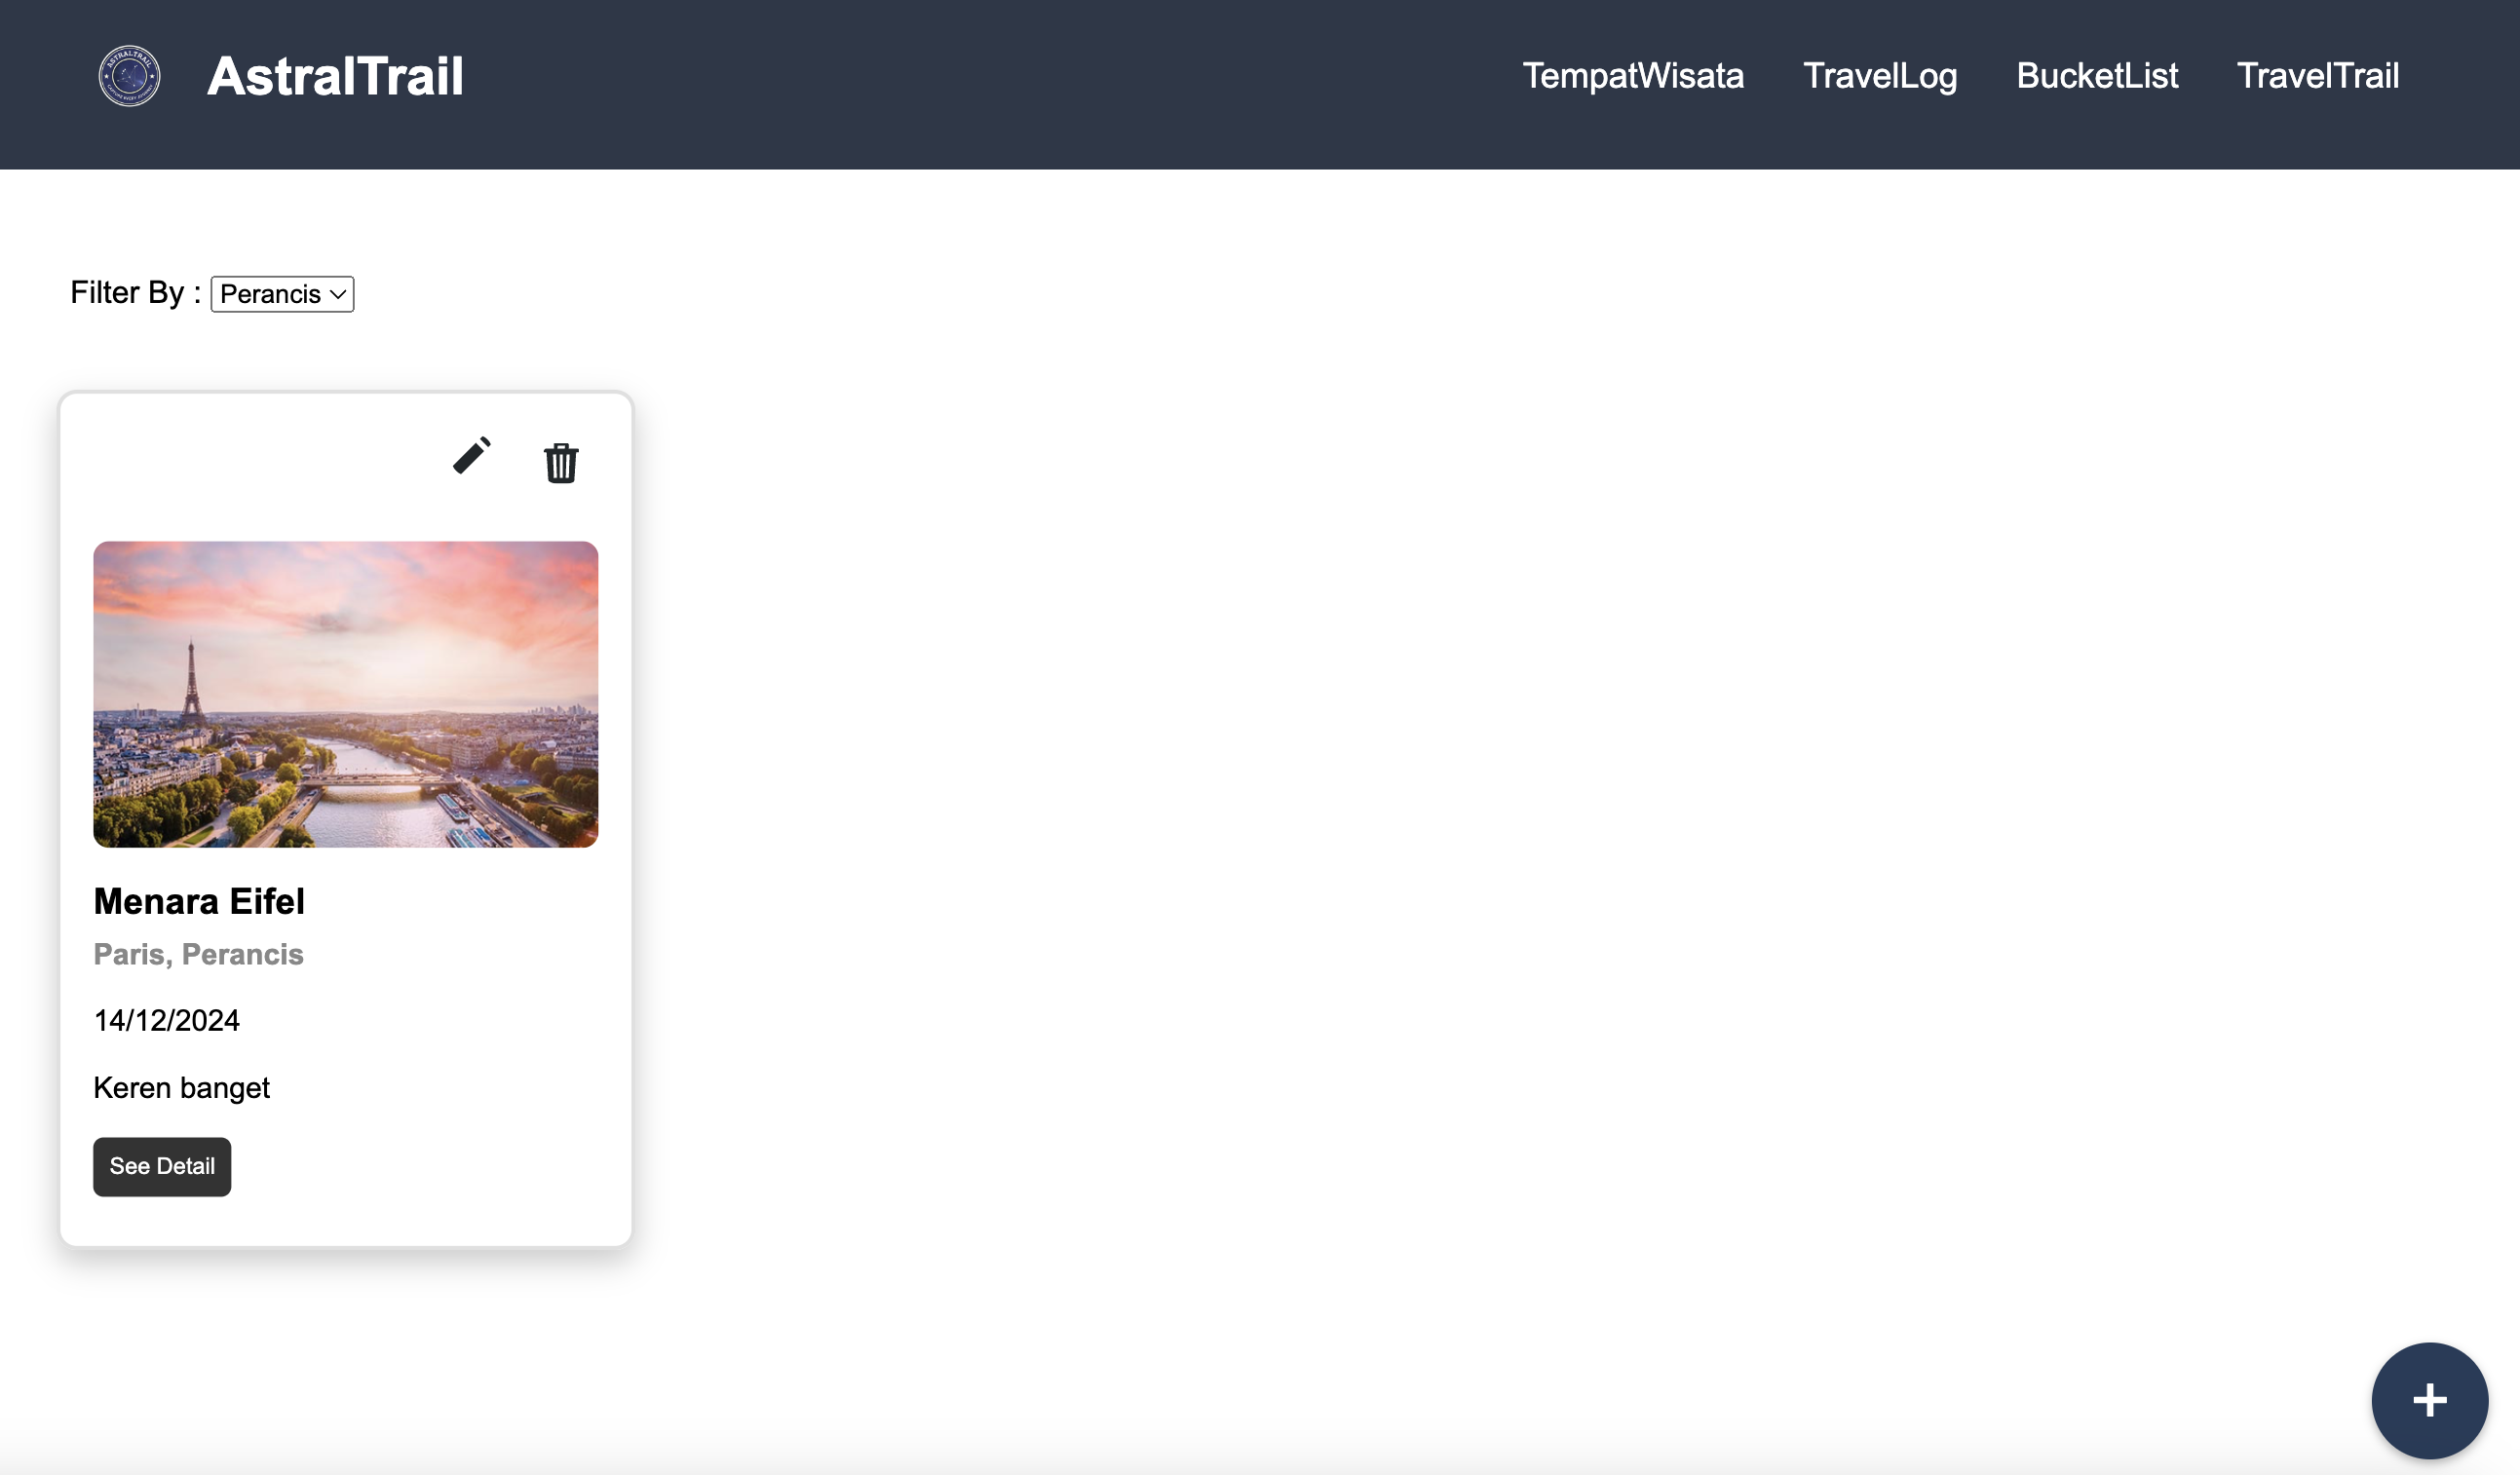 ASTRALTRAIL
AstralTrail
TempatWisata
TravelLog
BucketList
TravelTrail
Filter By : Perancis
Menara Eifel
Paris, Perancis
14/12/2024
Keren banget
See Detail